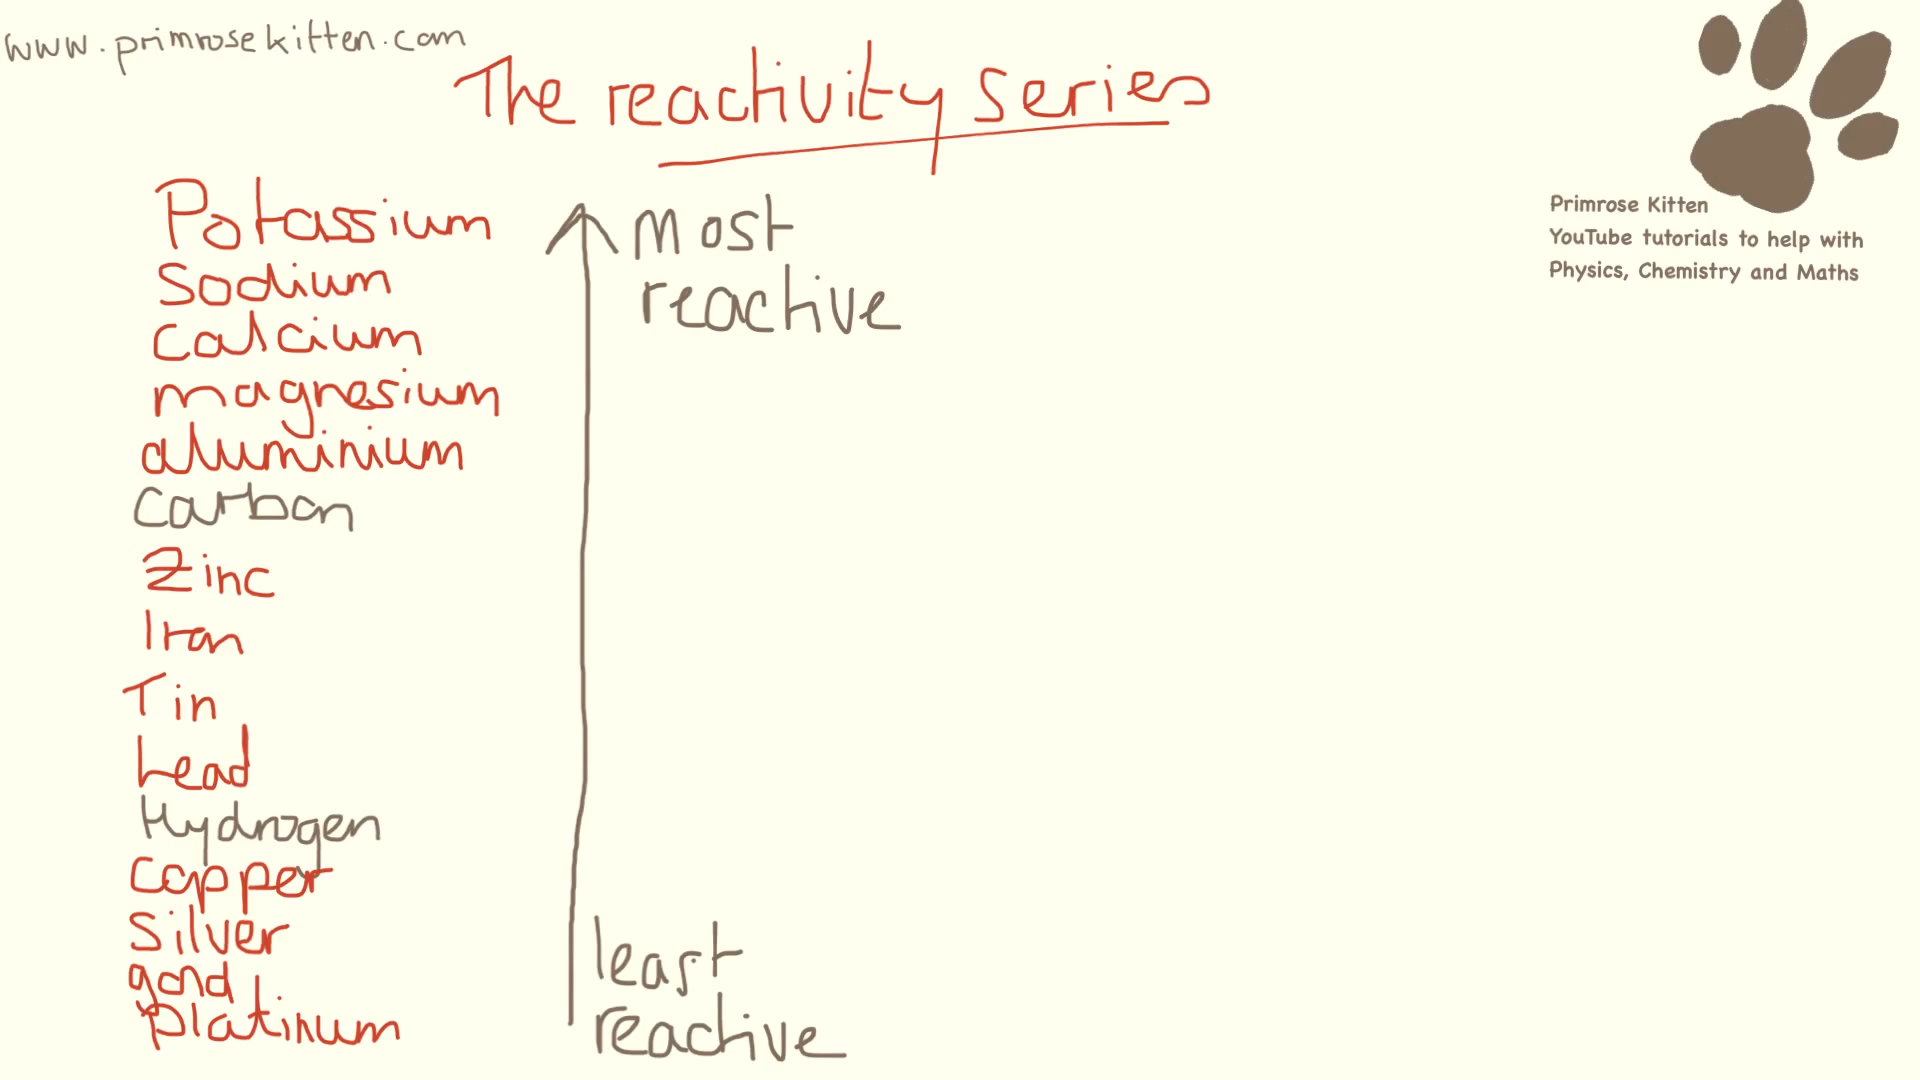 www.primrosekitten.com
The reactivity series
Primrose Kitten
YouTube tutorials to help with
Physics, Chemistry and Maths
Potassium
Sodium
Calcium
magnesium
aluminium
Carbon
Zinc
Iron
Tin
Lead
Hydrogen
Copper
Silver
gold
Platinum
most
reactive
least
reactive